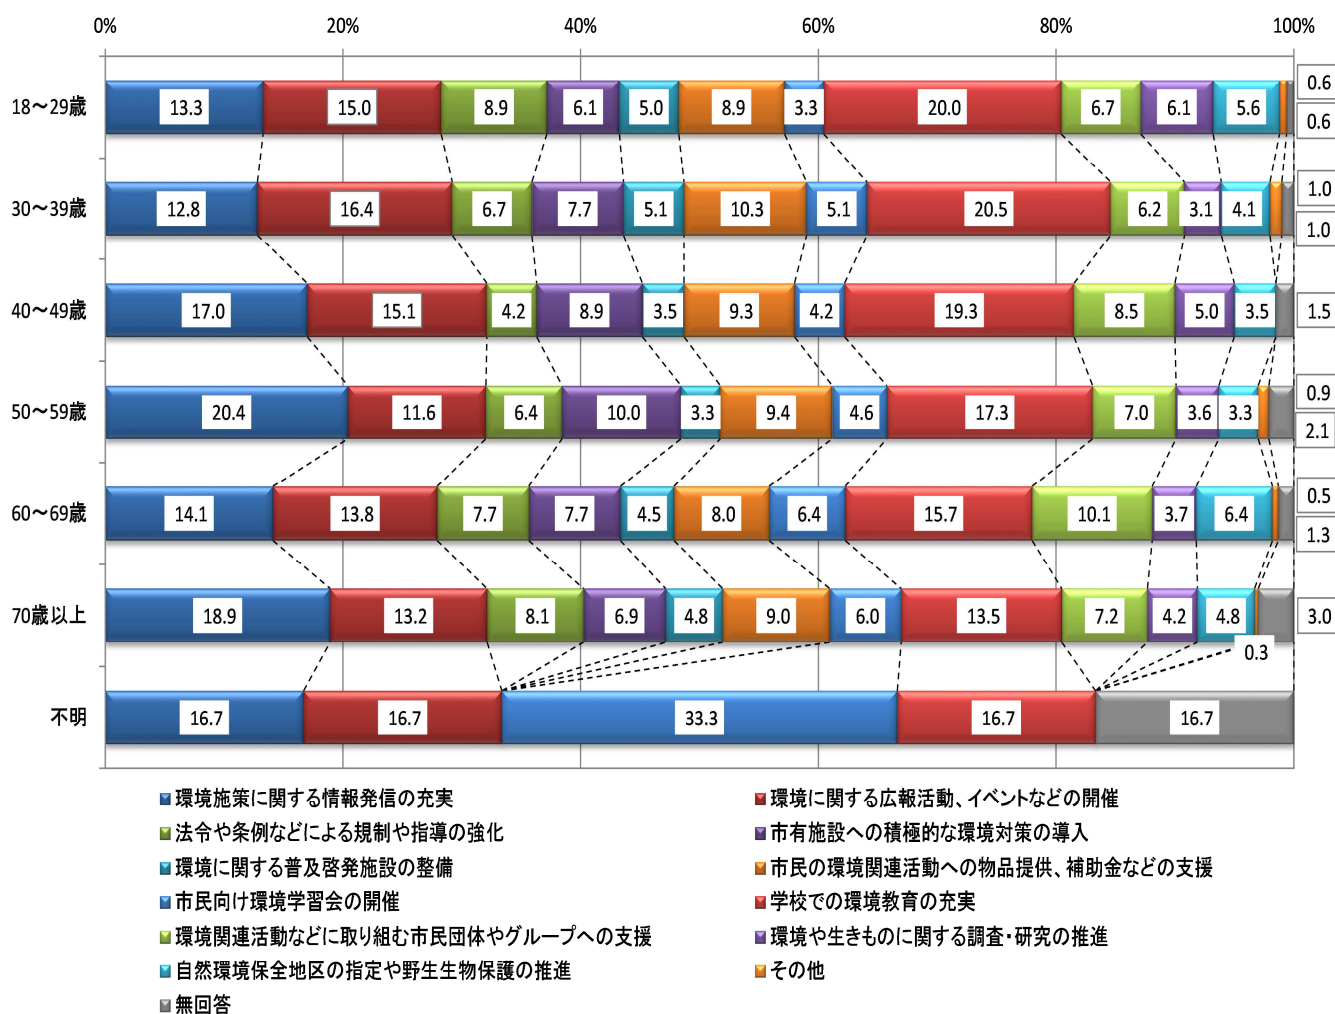 0% 20% 40% 60% 80% 100%
18～29歳 13.3 15.0 8.9 6.1 5.0 8.9 3.3 20.0 6.7 6.1 5.6 0.6 0.6
30～39歳 12.8 16.4 6.7 7.7 5.1 10.3 5.1 20.5 6.2 3.1 4.1 1.0 1.0
40～49歳 17.0 15.1 4.2 8.9 3.5 9.3 4.2 19.3 8.5 5.0 3.5 1.5
50～59歳 20.4 11.6 6.4 10.0 3.3 9.4 4.6 17.3 7.0 3.6 3.3 0.9 2.1
60～69歳 14.1 13.8 7.7 7.7 4.5 8.0 6.4 15.7 10.1 3.7 6.4 0.5 1.3
70歳以上 18.9 13.2 8.1 6.9 4.8 9.0 6.0 13.5 7.2 4.2 4.8 0.3 3.0
不明 16.7 16.7 33.3 16.7 16.7
環境施策に関する情報発信の充実 環境に関する広報活動、イベントなどの開催
法令や条例などによる規制や指導の強化 市有施設への積極的な環境対策の導入
環境に関する普及啓発施設の整備 市民の環境関連活動への物品提供、補助金などの支援
市民向け環境学習会の開催 学校での環境教育の充実
環境関連活動などに取り組む市民団体やグループへの支援 環境や生きものに関する調査・研究の推進
自然環境保全地区の指定や野生生物保護の推進 その他
無回答